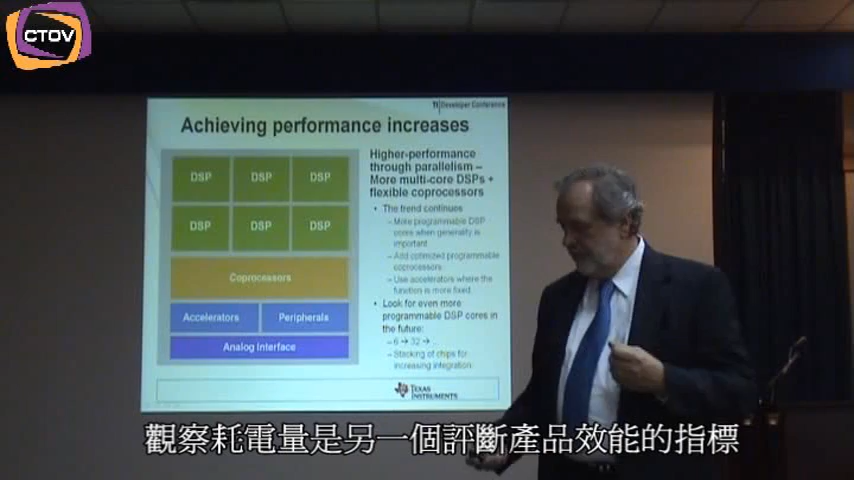 CTOV
TI Developer Conference
Achieving performance increases
DSP DSP DSP
DSP DSP DSP
Coprocessors
Accelerators Peripherals
Analog Interface
Higher-performance
through parallelism –
More multi-core DSPs +
flexible coprocessors
• The trend continues
– More programmable DSP
cores when generality is
important
– Add optimized programmable
coprocessors
– Use accelerators where the
function is more fixed
• Look for even more
programmable DSP cores in
the future:
– 6 → 32 → ..
– Stacking of chips for
increasing integration
TEXAS
INSTRUMENTS
觀察耗電量是另一個評斷產品效能的指標